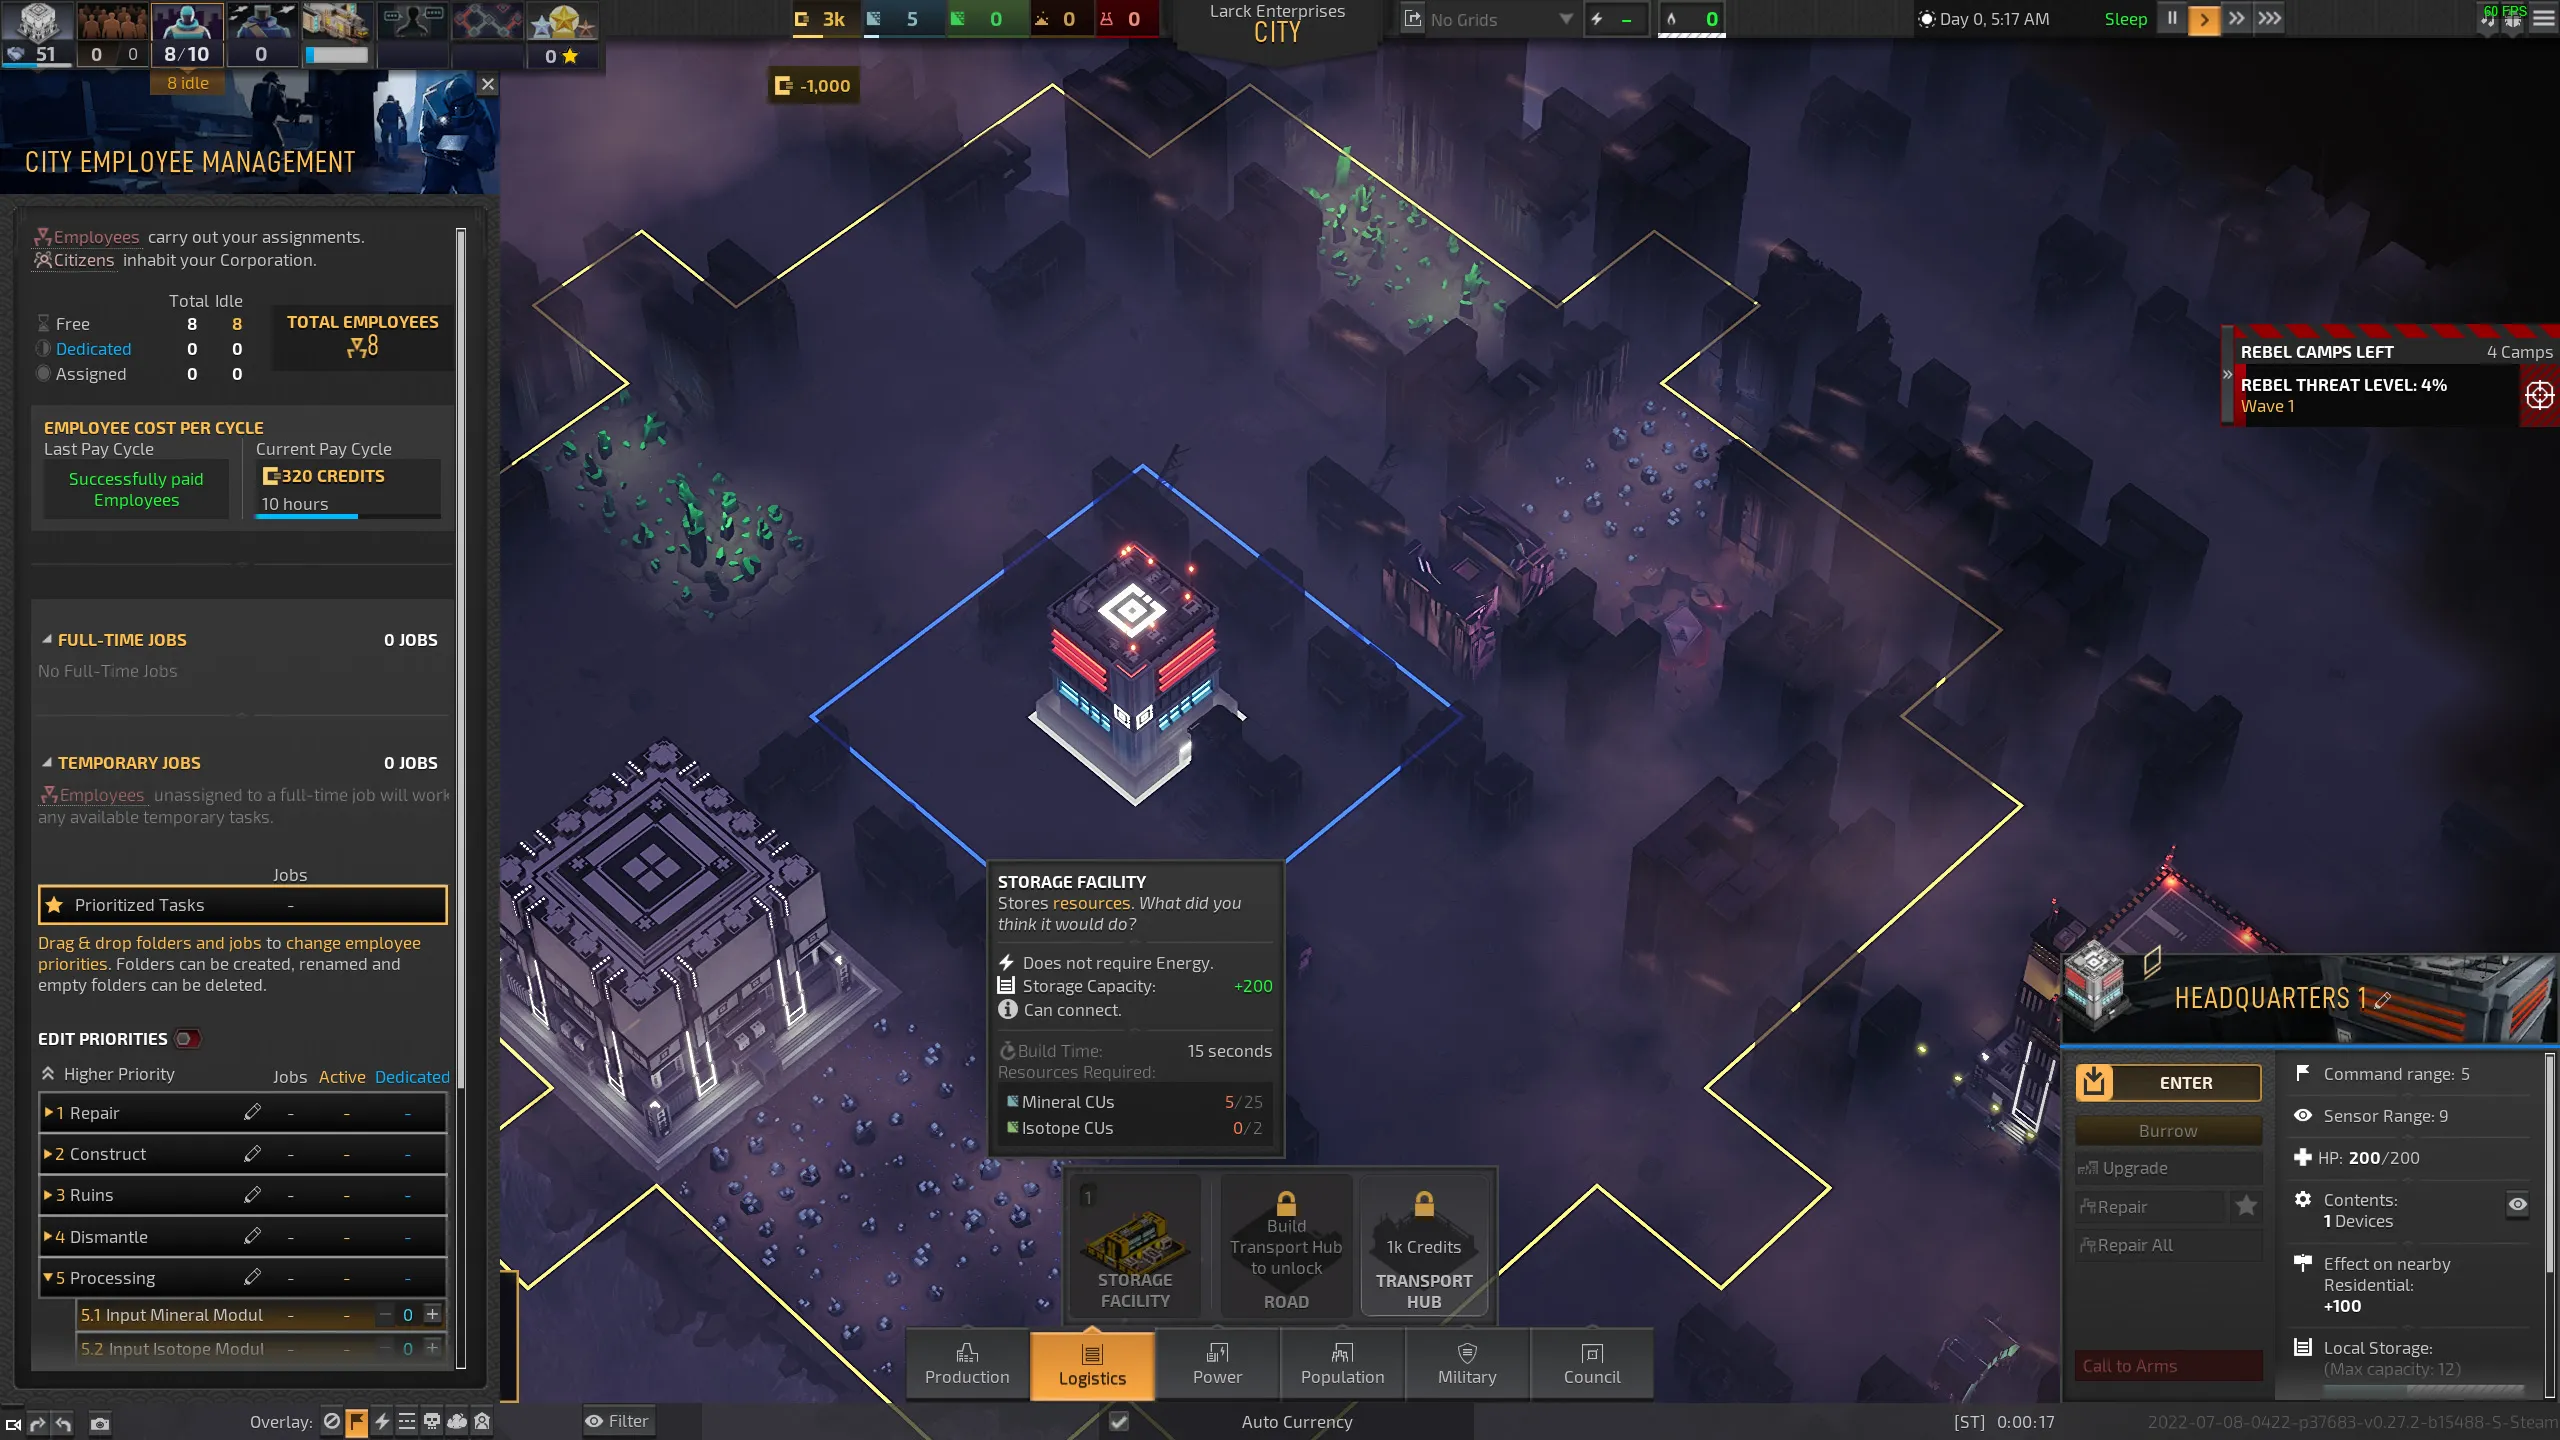 51
0 0
8/10
0
0
8 idle
3k
5
0
0
0
-1,000
Larck Enterprises
CITY
No Grids
-
0
Day 0, 5:17 AM
Sleep
60 FPS
CITY EMPLOYEE MANAGEMENT
Employees carry out your assignments.
Citizens inhabit your Corporation.
Total Idle
Free 8 8
Dedicated 0 0
Assigned 0 0
TOTAL EMPLOYEES
8
EMPLOYEE COST PER CYCLE
Last Pay Cycle
Successfully paid
Employees
Current Pay Cycle
320 CREDITS
10 hours
FULL-TIME JOBS 0 JOBS
No Full-Time Jobs
TEMPORARY JOBS 0 JOBS
Employees unassigned to a full-time job will work
any available temporary tasks.
Jobs
Prioritized Tasks -
Drag & drop folders and jobs to change employee
priorities. Folders can be created, renamed and
empty folders can be deleted.
EDIT PRIORITIES
Higher Priority Jobs Active Dedicated
1 Repair - - -
2 Construct - - -
3 Ruins - - -
4 Dismantle - - -
5 Processing - - -
5.1 Input Mineral Modul - - - 0 +
5.2 Input Isotope Modul - - - 0 +
Overlay:
Filter
REBEL CAMPS LEFT 4 Camps
REBEL THREAT LEVEL: 4%
Wave 1
STORAGE FACILITY
Stores resources. What did you
think it would do?
Does not require Energy.
Storage Capacity: +200
Can connect.
Build Time: 15 seconds
Resources Required:
Mineral CUs 5/25
Isotope CUs 0/2
1
STORAGE
FACILITY
Build
Transport Hub
to unlock
ROAD
1k Credits
TRANSPORT
HUB
Production
Logistics
Power
Population
Military
Council
Auto Currency
HEADQUARTERS 1
ENTER
Burrow
Upgrade
Repair
Repair All
Call to Arms
Command range: 5
Sensor Range: 9
HP: 200/200
Contents:
1 Devices
Effect on nearby
Residential:
+100
Local Storage:
(Max capacity: 12)
[ST] 0:00:17
2022-07-08-0422-p37683-v0.27.2-b15488-S-Steam